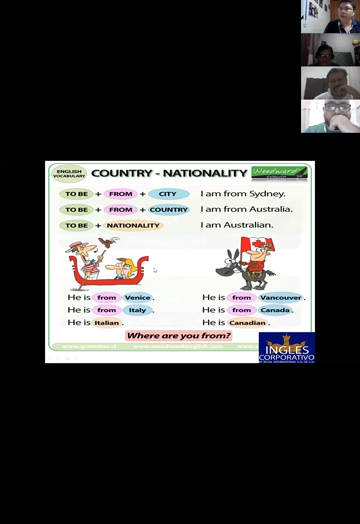 ENGLISH
VOCABULARY
COUNTRY - NATIONALITY
Woodward
TO BE + FROM + CITY I am from Sydney.
TO BE + FROM + COUNTRY I am from Australia.
TO BE + NATIONALITY I am Australian.
He is from Venice.
He is from Italy.
He is Italian.
He is from Vancouver.
He is from Canada.
He is Canadian.
Where are you from?
INGLES
CORPORATIVO